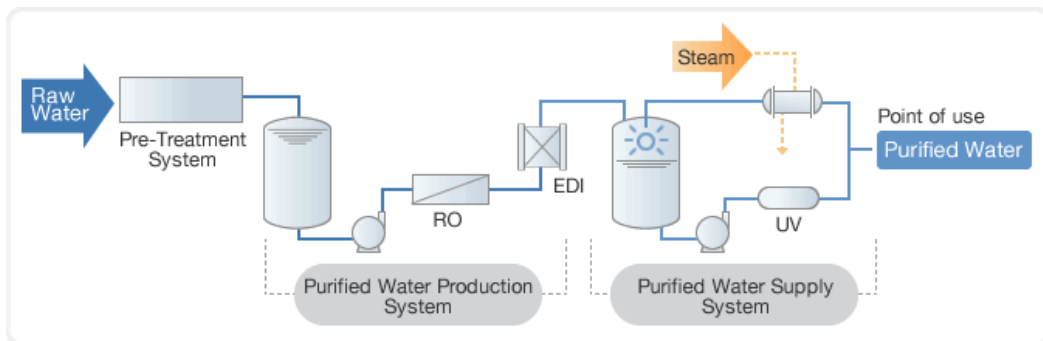 Raw
Water
Pre-Treatment
System
RO
EDI
Steam
UV
Point of use
Purified Water
Purified Water Production
System
Purified Water Supply
System